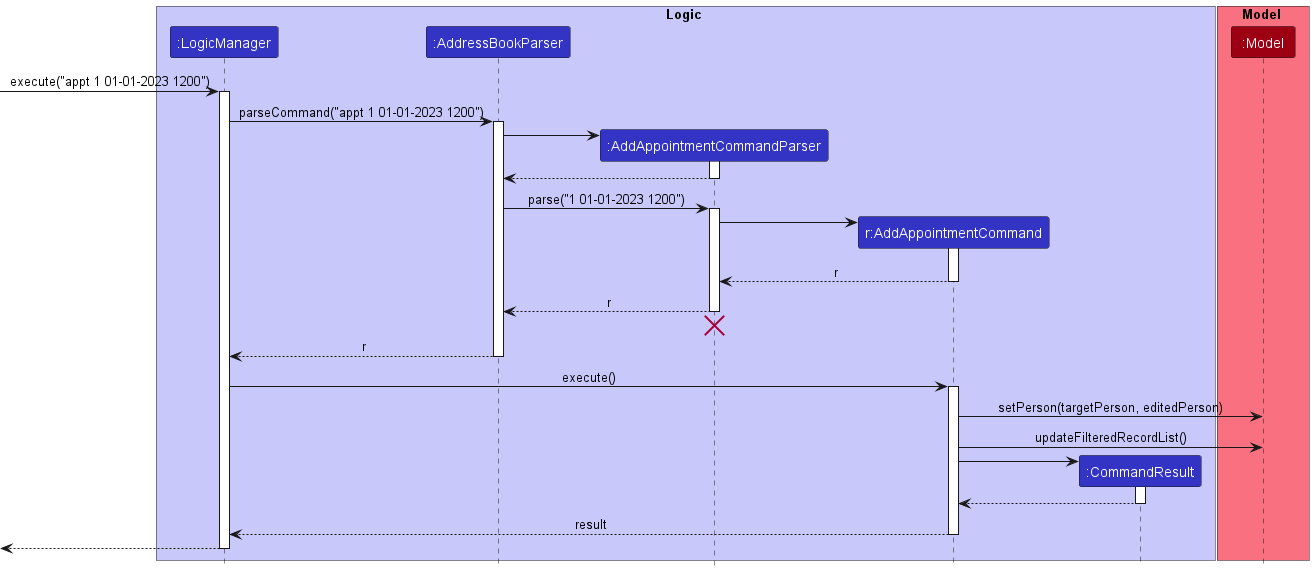 Logic
Model
:LogicManager
:AddressBookParser
:Model
execute("appt 1 01-01-2023 1200")
parseCommand("appt 1 01-01-2023 1200")
:AddAppointmentCommandParser
parse("1 01-01-2023 1200")
r:AddAppointmentCommand
r
r
r
execute()
setPerson(targetPerson, editedPerson)
updateFilteredRecordList()
:CommandResult
result